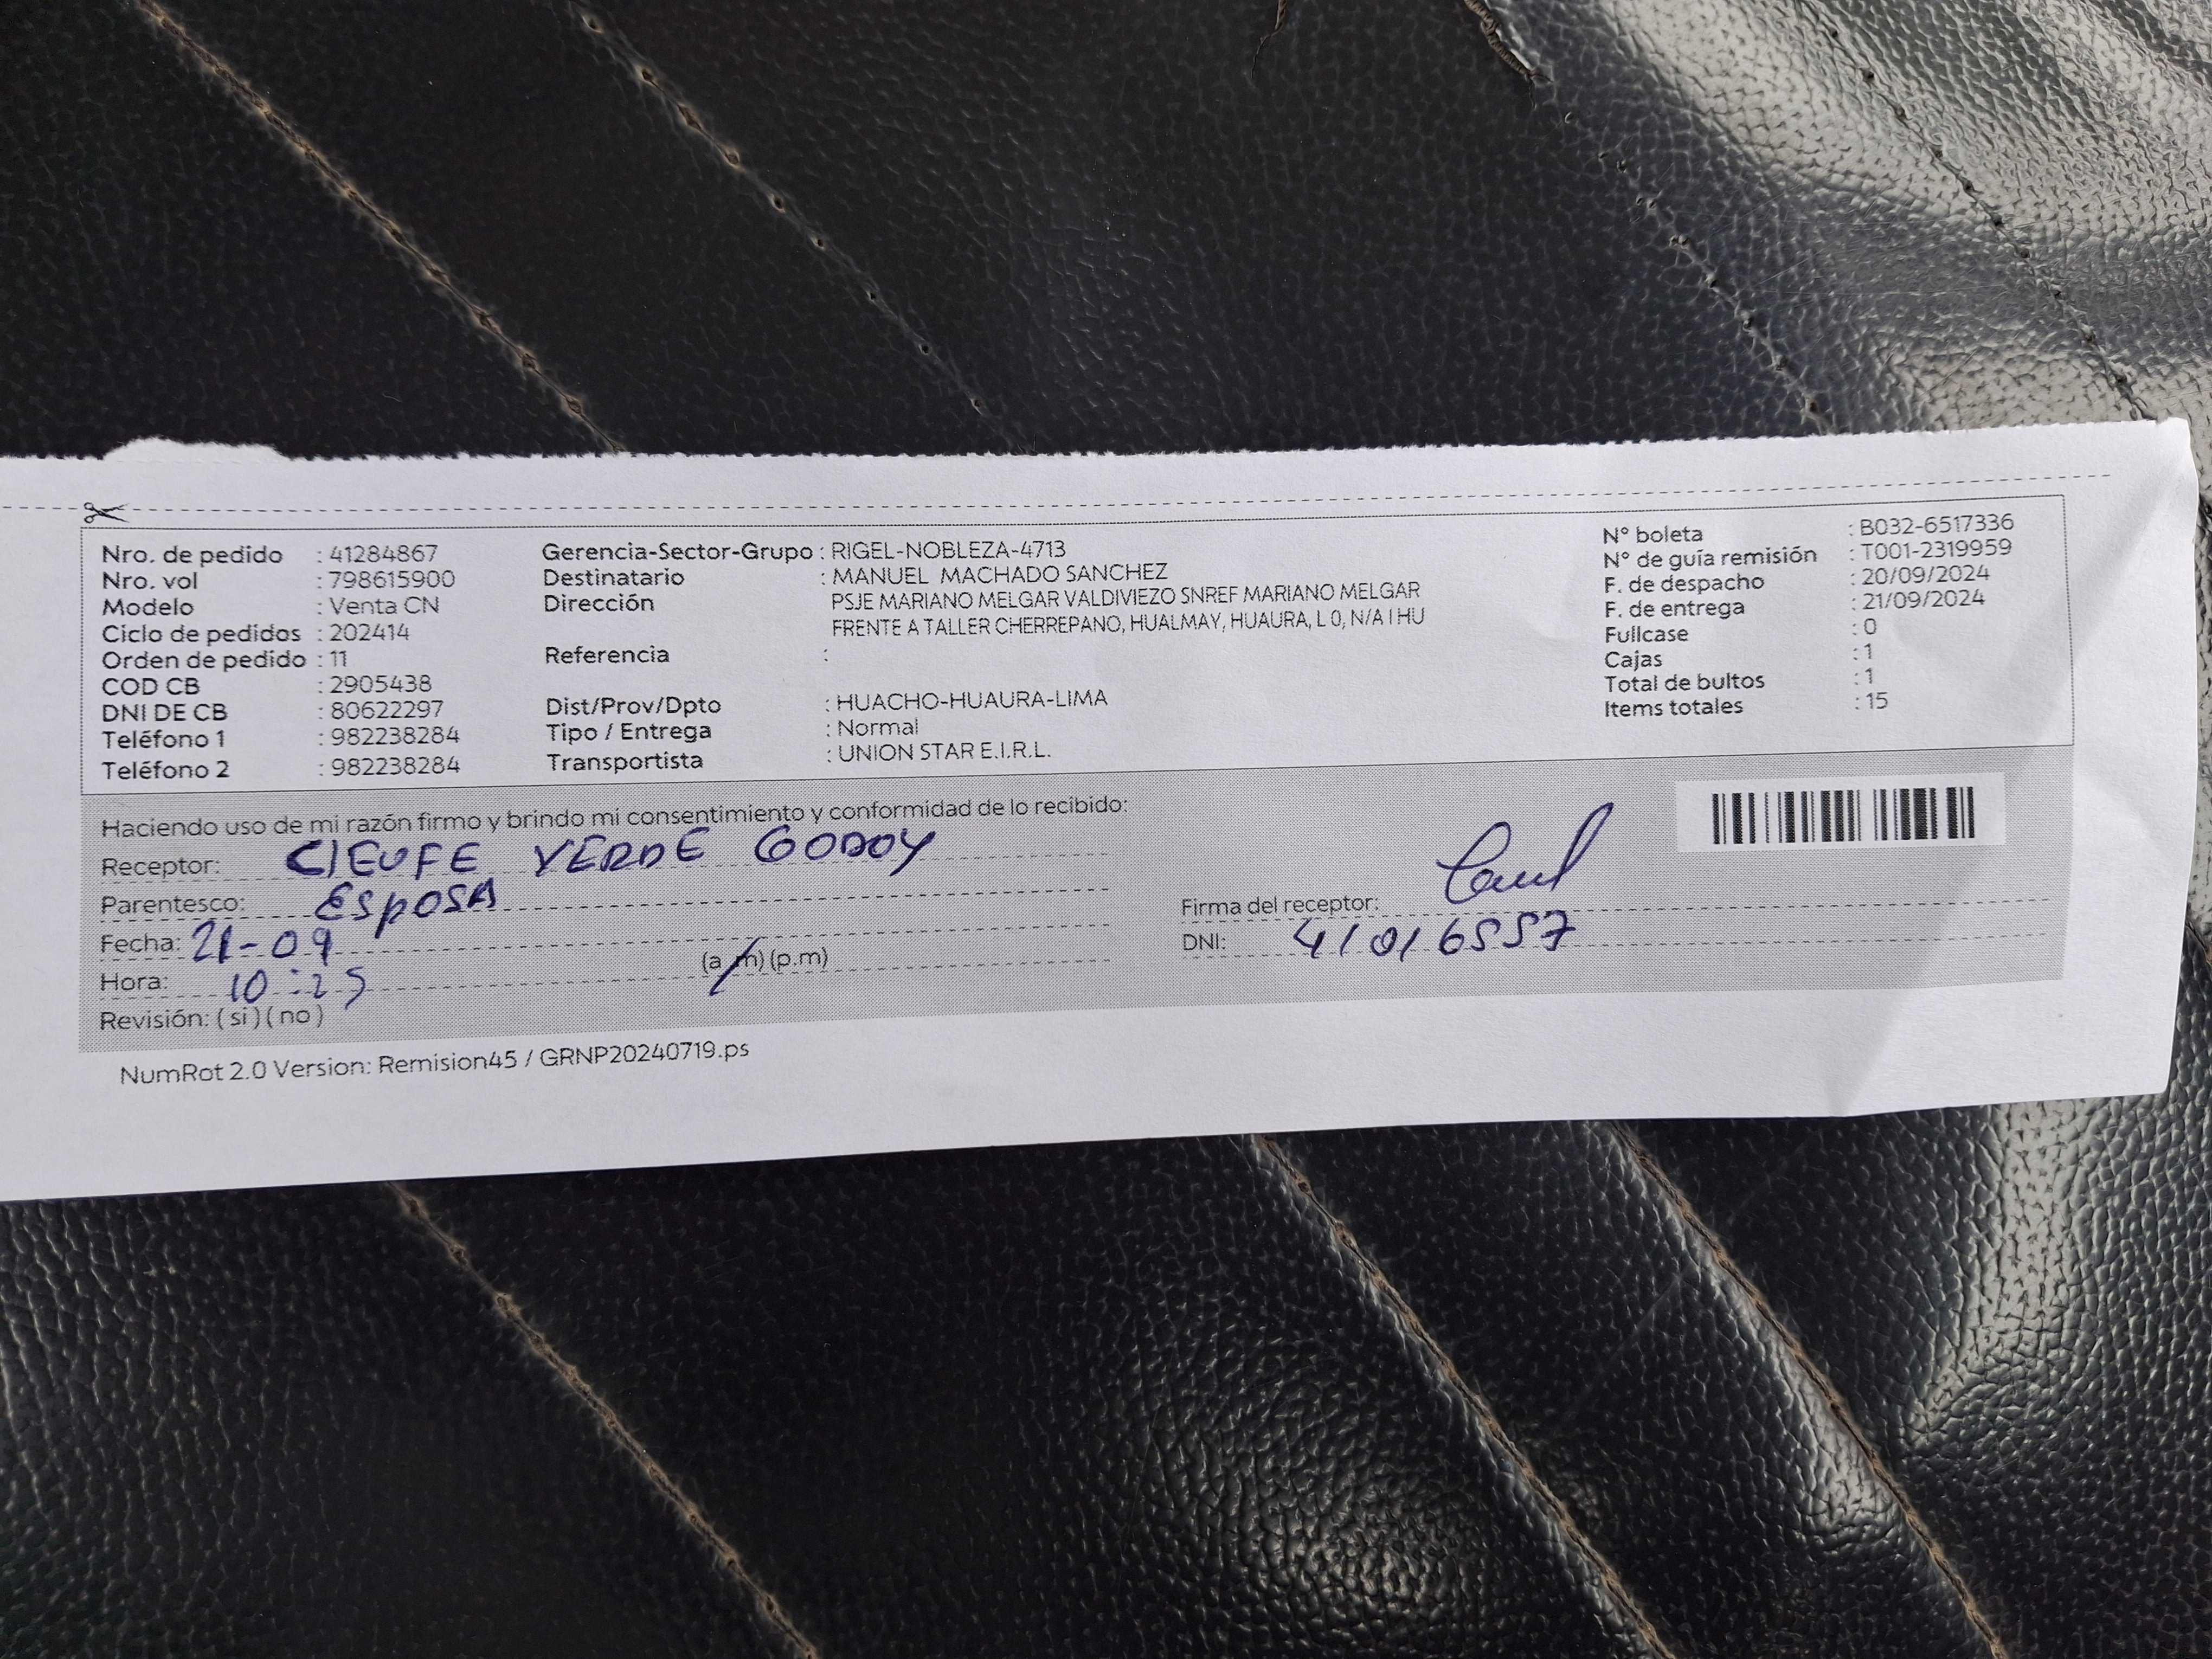 Nro. de pedido : 41284867
Nro. vol : 798615900
Modelo : Venta CN
Ciclo de pedidos : 202414
Orden de pedido : 11
COD CB : 2905438
DNI DE CB : 80622297
Teléfono 1 : 982238284
Teléfono 2 : 982238284
Gerencia-Sector-Grupo : RIGEL-NOBLEZA-4713
Destinatario : MANUEL MACHADO SANCHEZ
Dirección PSJE MARIANO MELGAR VALDIVIEZO SNREF MARIANO MELGAR
FRENTE A TALLER CHERREPANO, HUALMAY, HUAURA, L 0, N/A I HU
Referencia :
Dist/Prov/Dpto : HUACHO-HUAURA-LIMA
Tipo / Entrega : Normal
Transportista : UNION STAR E.I.R.L.
N° boleta : B032-6517336
N° de guía remisión : T001-2319959
F. de despacho : 20/09/2024
F. de entrega : 21/09/2024
Fullcase : 0
Cajas : 1
Total de bultos : 1
Items totales : 15
Haciendo uso de mi razón firmo y brindo mi consentimiento y conformidad de lo recibido:
Receptor: CIEUFE VERDE GODOY
Parentesco: ESPOSA
Fecha: 21-09
Hora: 10:25 (a m) (p.m)
Revisión: (si) (no)
Firma del receptor:
DNI: 41016557
NumRot 2.0 Version: Remision45 / GRNP20240719.ps